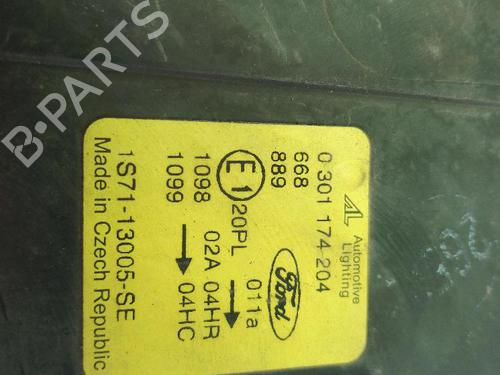 B-PARTS
AL Automotive Lighting
0 301 174 204
668
889
E1
20PL 011a
02A 04HR
04HC
1098
1099
Ford
1S71-13005-SE
Made in Czech Republic